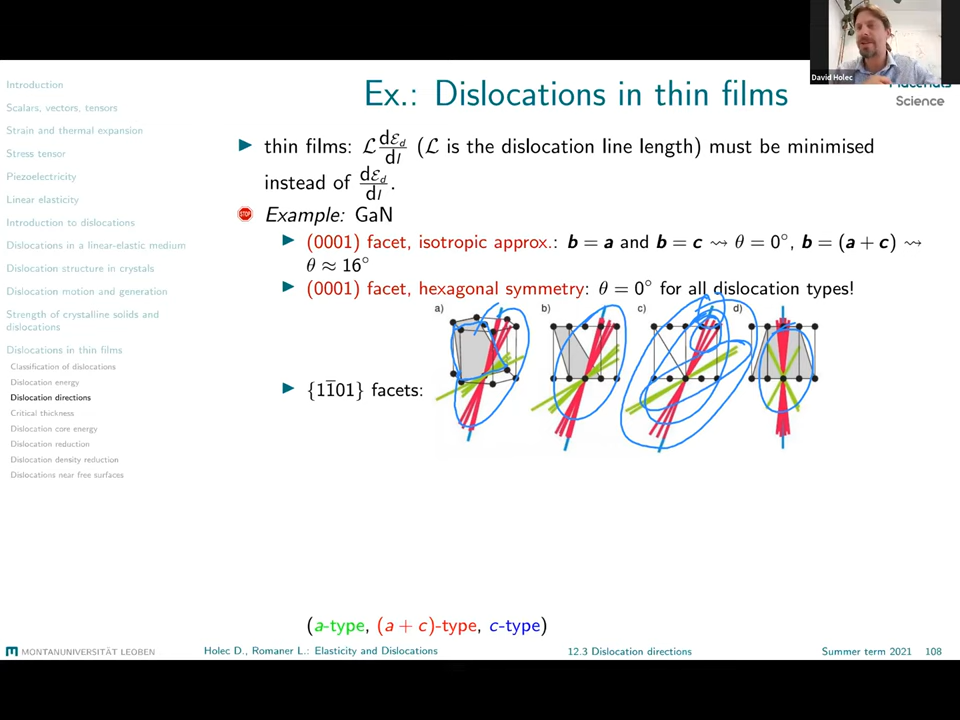 David Holec
Materials
Science
Introduction
Scalars, vectors, tensors
Strain and thermal expansion
Stress tensor
Piezoelectricity
Linear elasticity
Introduction to dislocations
Dislocations in a linear-elastic medium
Dislocation structure in crystals
Dislocation motion and generation
Strength of crystalline solids and
dislocations
Dislocations in thin films
Classification of dislocations
Dislocation energy
Dislocation directions
Critical thickness
Dislocation core energy
Dislocation reduction
Dislocation density reduction
Dislocations near free surfaces
Ex.: Dislocations in thin films
▶ thin films: ℒ dℰd/dl (ℒ is the dislocation line length) must be minimised
instead of dℰd/dl.
STOP Example: GaN
▶ (0001) facet, isotropic approx.: b = a and b = c ⇝ θ = 0°, b = (a + c) ⇝
θ ≈ 16°
▶ (0001) facet, hexagonal symmetry: θ = 0° for all dislocation types!
a) b) c) d)
▶ {11̄01} facets:
(a-type, (a + c)-type, c-type)
MONTANUNIVERSITÄT LEOBEN
Holec D., Romaner L.: Elasticity and Dislocations
12.3 Dislocation directions
Summer term 2021 108